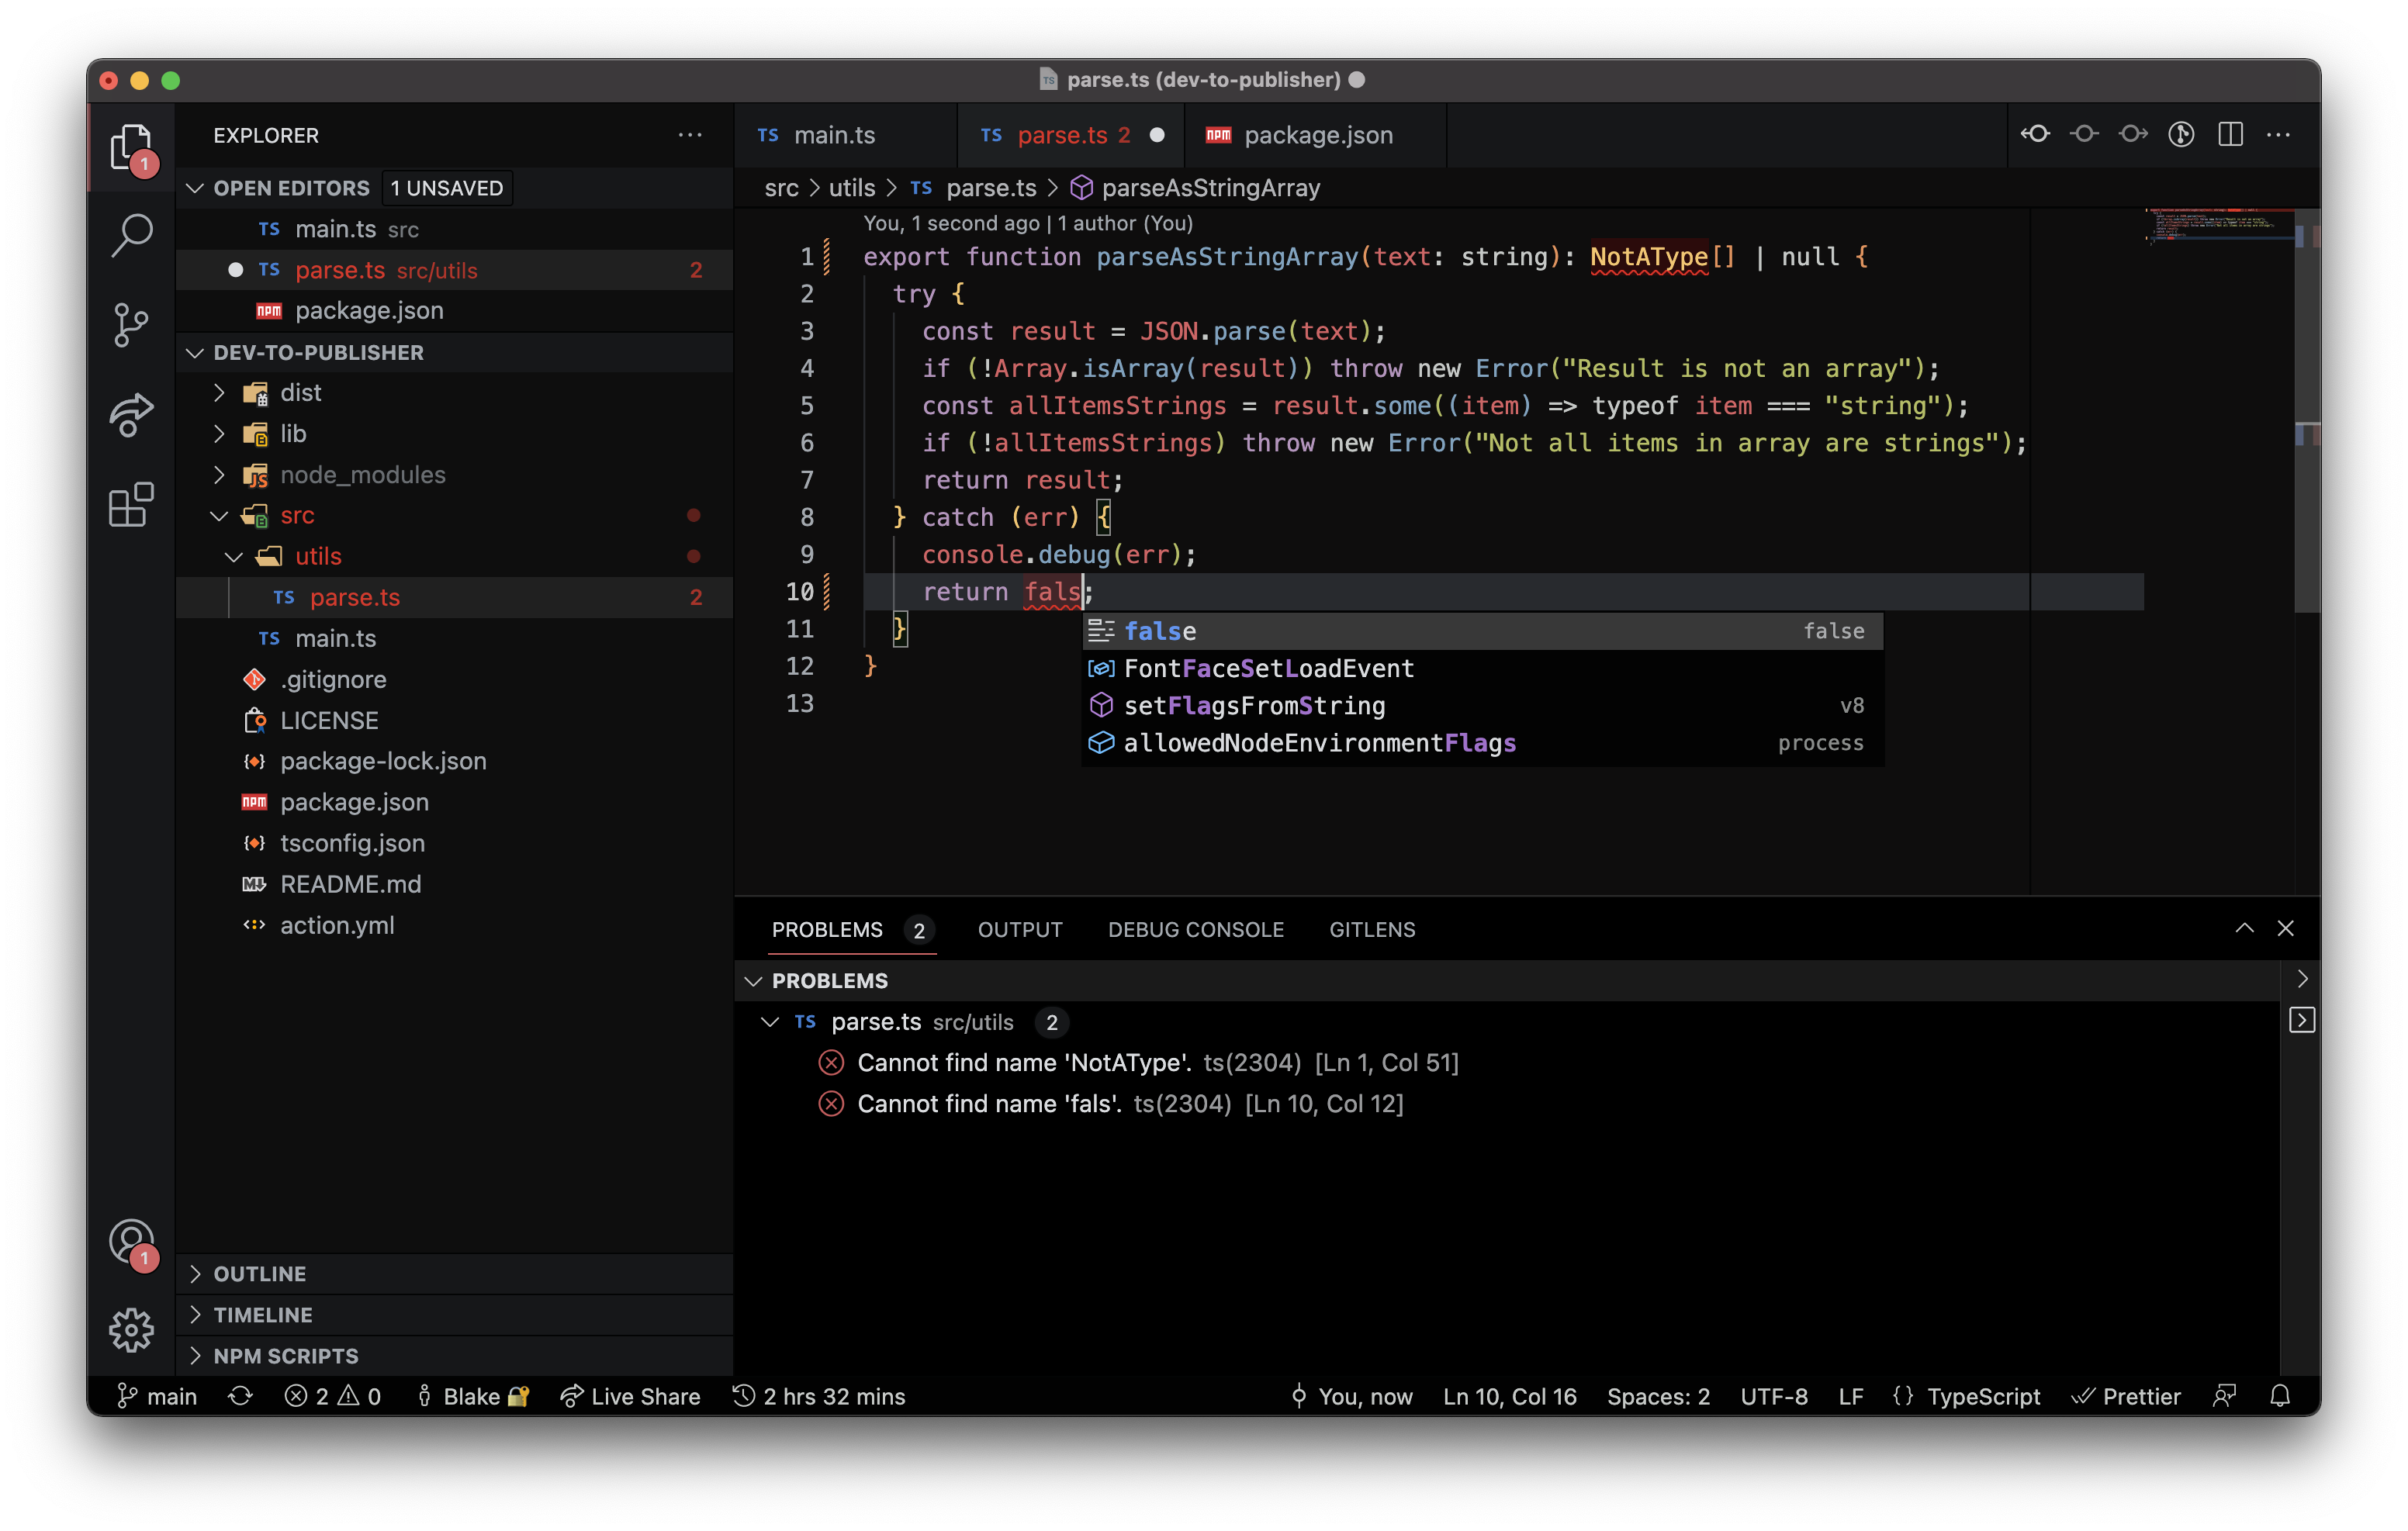 parse.ts (dev-to-publisher)
EXPLORER
OPEN EDITORS 1 UNSAVED
TS main.ts src
TS parse.ts src/utils 2
npm package.json
DEV-TO-PUBLISHER
dist
lib
node_modules
src
utils
TS parse.ts 2
TS main.ts
.gitignore
LICENSE
package-lock.json
npm package.json
tsconfig.json
README.md
action.yml
OUTLINE
TIMELINE
NPM SCRIPTS
1
1
TS main.ts TS parse.ts 2 npm package.json
src > utils > TS parse.ts > parseAsStringArray
You, 1 second ago | 1 author (You)
1 export function parseAsStringArray(text: string): NotAType[] | null {
2 try {
3 const result = JSON.parse(text);
4 if (!Array.isArray(result)) throw new Error("Result is not an array");
5 const allItemsStrings = result.some((item) => typeof item === "string");
6 if (!allItemsStrings) throw new Error("Not all items in array are strings");
7 return result;
8 } catch (err) {
9 console.debug(err);
10 return fals;
11 }
12 }
13
false false
FontFaceSetLoadEvent
setFlagsFromString v8
allowedNodeEnvironmentFlags process
PROBLEMS 2 OUTPUT DEBUG CONSOLE GITLENS
PROBLEMS
TS parse.ts src/utils 2
Cannot find name 'NotAType'. ts(2304) [Ln 1, Col 51]
Cannot find name 'fals'. ts(2304) [Ln 10, Col 12]
main 2 0 Blake Live Share 2 hrs 32 mins You, now Ln 10, Col 16 Spaces: 2 UTF-8 LF {} TypeScript Prettier